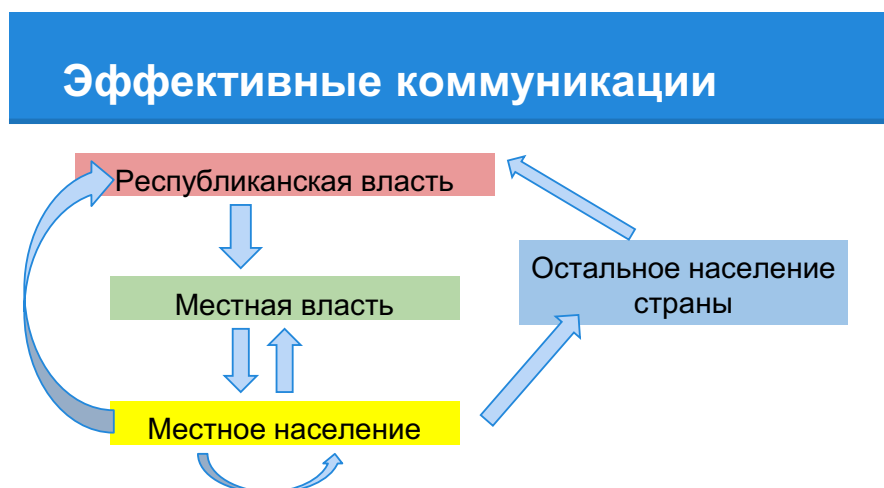 Эффективные коммуникации
Республиканская власть
Остальное население
страны
Местная власть
Местное население